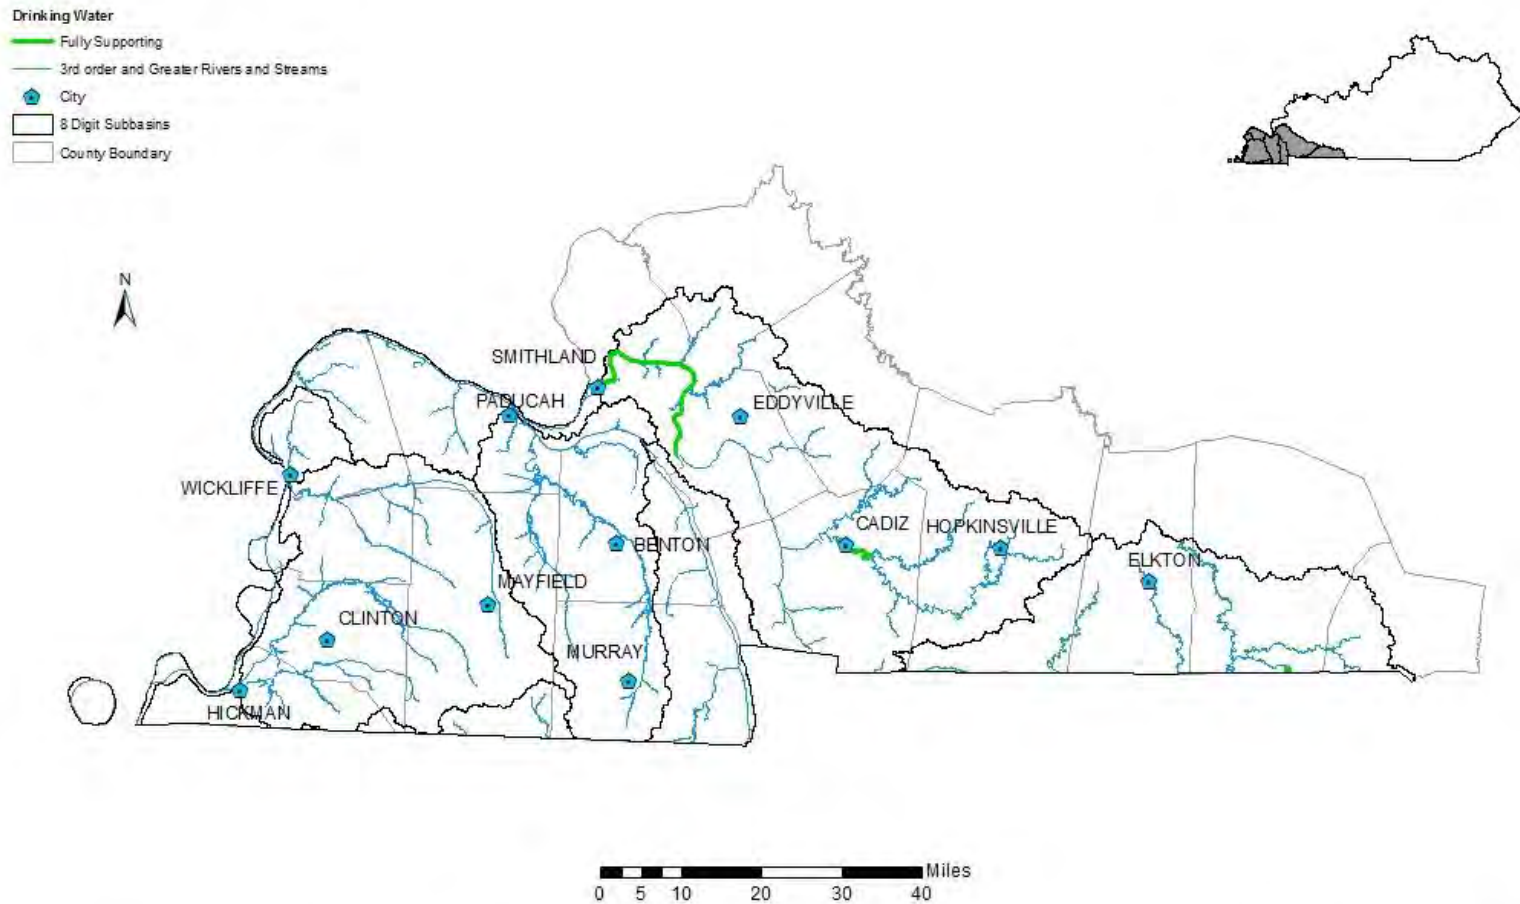 Drinking Water
Fully Supporting
3rd order and Greater Rivers and Streams
City
8 Digit Subbasins
County Boundary
N
SMITHLAND
PADUCAH
EDDYVILLE
WICKLIFFE
CADIZ
HOPKINSVILLE
BENTON
ELKTON
MAYFIELD
CLINTON
MURRAY
HICKMAN
Miles
0 5 10 20 30 40